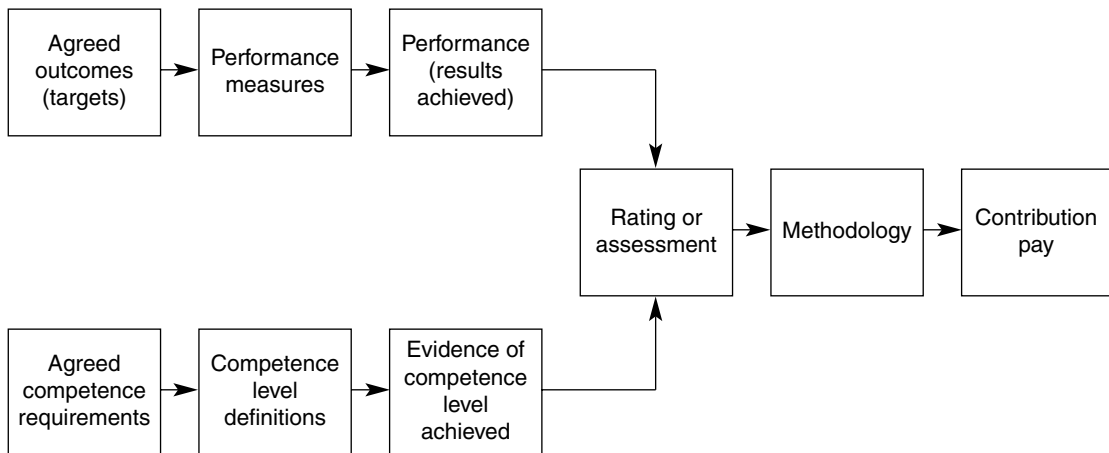 Agreed
outcomes
(targets)
Performance
measures
Performance
(results
achieved)
Rating or
assessment
Methodology
Contribution
pay
Agreed
competence
requirements
Competence
level
definitions
Evidence of
competence
level
achieved